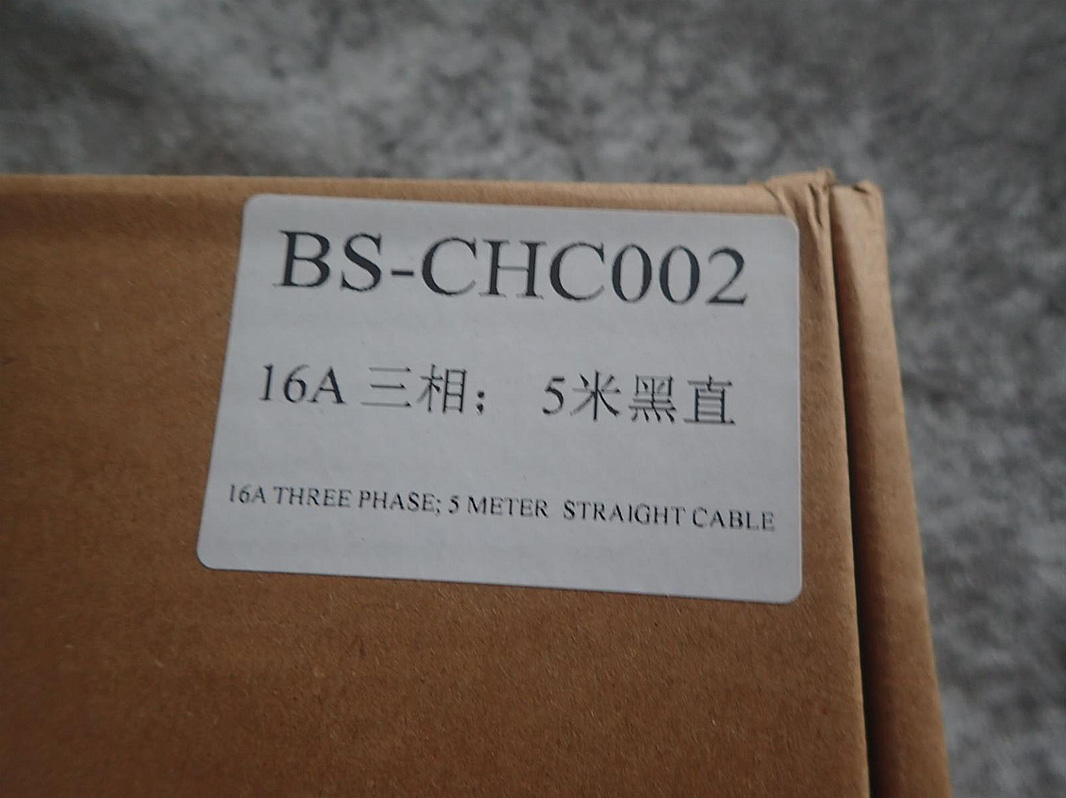 BS-CHC002
16A 三相； 5米黑直
16A THREE PHASE; 5 METER STRAIGHT CABLE